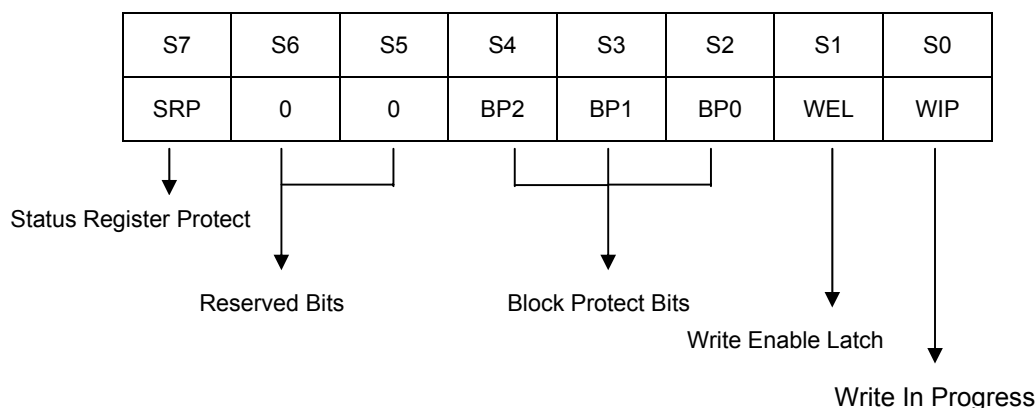 S7 S6 S5 S4 S3 S2 S1 S0
SRP 0 0 BP2 BP1 BP0 WEL WIP
Status Register Protect
Reserved Bits Block Protect Bits
Write Enable Latch
Write In Progress